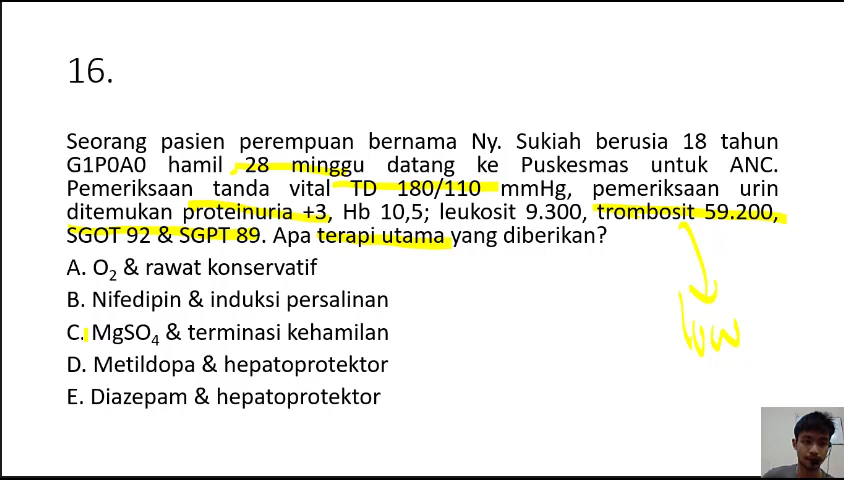 16.
Seorang pasien perempuan bernama Ny. Sukiah berusia 18 tahun
G1P0A0 hamil 28 minggu datang ke Puskesmas untuk ANC.
Pemeriksaan tanda vital TD 180/110 mmHg, pemeriksaan urin
ditemukan proteinuria +3, Hb 10,5; leukosit 9.300, trombosit 59.200,
SGOT 92 & SGPT 89. Apa terapi utama yang diberikan?
A. O₂ & rawat konservatif
B. Nifedipin & induksi persalinan
C. MgSO₄ & terminasi kehamilan
D. Metildopa & hepatoprotektor
E. Diazepam & hepatoprotektor
low